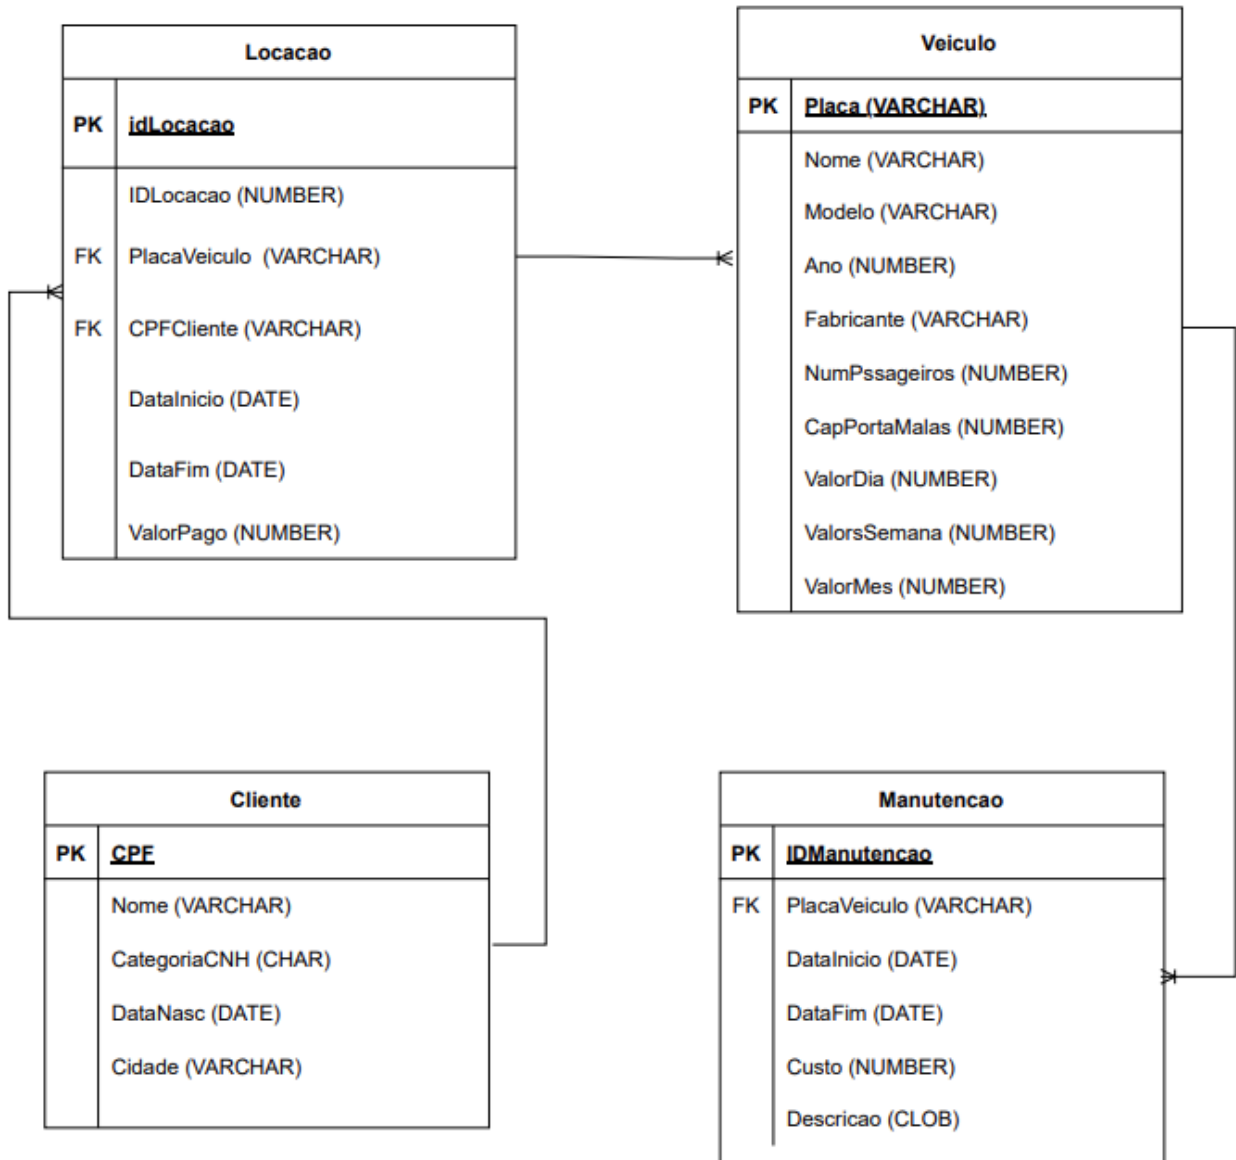 Locacao
PK idLocacao
IDLocacao (NUMBER)
FK PlacaVeiculo (VARCHAR)
FK CPFCliente (VARCHAR)
DataInicio (DATE)
DataFim (DATE)
ValorPago (NUMBER)
Veiculo
PK Placa (VARCHAR)
Nome (VARCHAR)
Modelo (VARCHAR)
Ano (NUMBER)
Fabricante (VARCHAR)
NumPssageiros (NUMBER)
CapPortaMalas (NUMBER)
ValorDia (NUMBER)
ValorsSemana (NUMBER)
ValorMes (NUMBER)
Cliente
PK CPF
Nome (VARCHAR)
CategoriaCNH (CHAR)
DataNasc (DATE)
Cidade (VARCHAR)
Manutencao
PK IDManutencao
FK PlacaVeiculo (VARCHAR)
DataInicio (DATE)
DataFim (DATE)
Custo (NUMBER)
Descricao (CLOB)